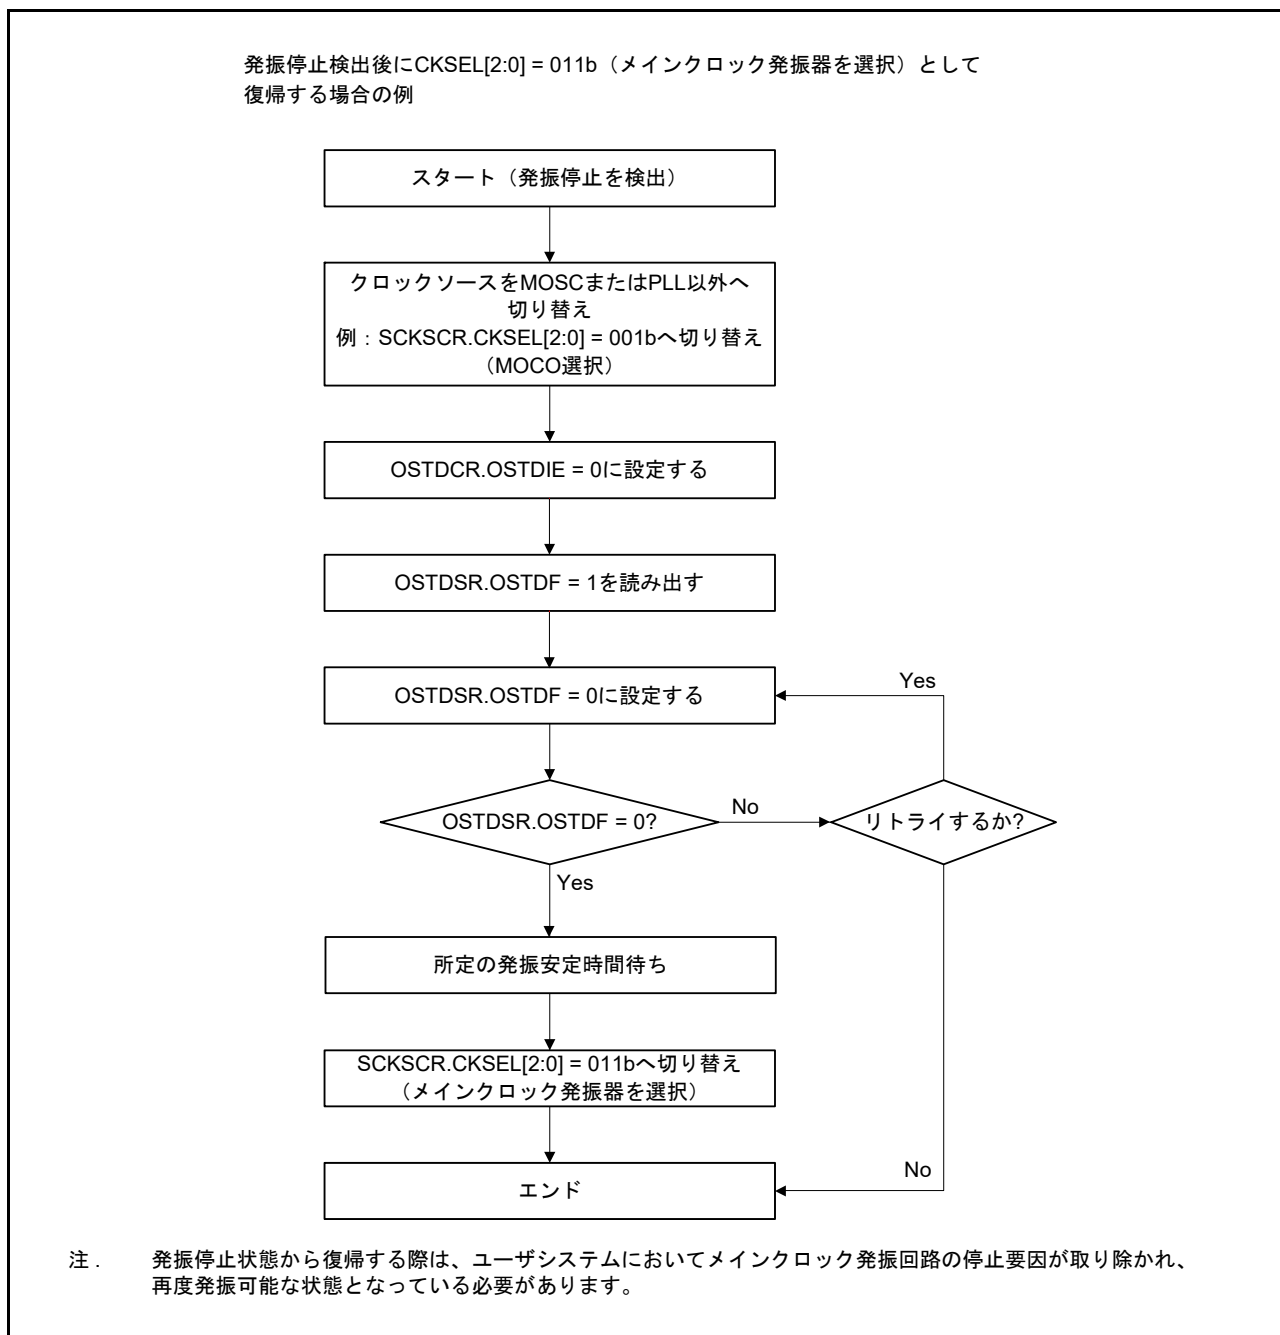 発振停止検出後にCKSEL[2:0] = 011b（メインクロック発振器を選択）として
復帰する場合の例
スタート（発振停止を検出）
クロックソースをMOSCまたはPLL以外へ
切り替え
例：SCKSCR.CKSEL[2:0] = 001bへ切り替え
（MOCO選択）
OSTDCR.OSTDIE = 0に設定する
OSTDSR.OSTDF = 1を読み出す
OSTDSR.OSTDF = 0に設定する
Yes
OSTDSR.OSTDF = 0?
No
リトライするか?
Yes
所定の発振安定時間待ち
SCKSCR.CKSEL[2:0] = 011bへ切り替え
（メインクロック発振器を選択）
No
エンド
注 . 発振停止状態から復帰する際は、ユーザシステムにおいてメインクロック発振回路の停止要因が取り除かれ、
再度発振可能な状態となっている必要があります。